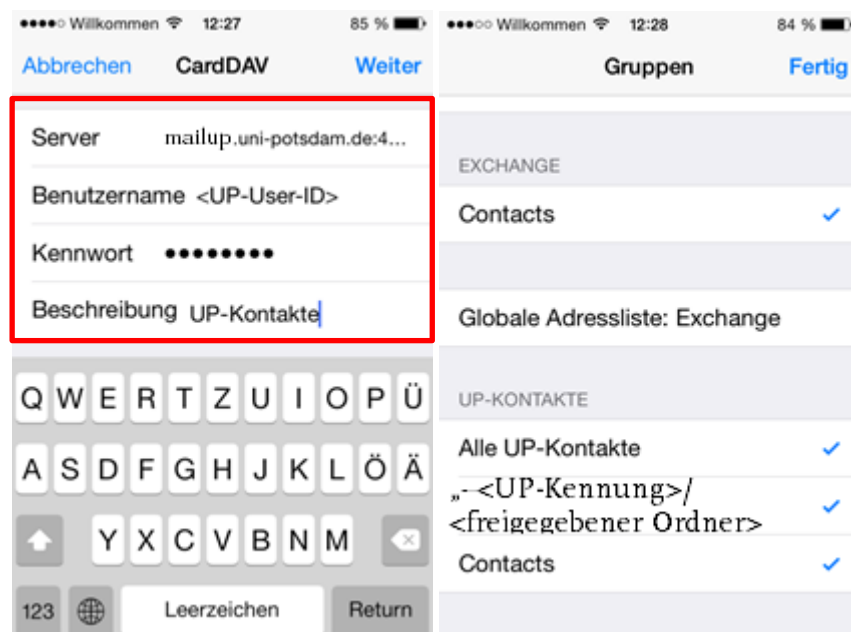 Willkommen 12:27 85 %
Abbrechen CardDAV Weiter
Server mailup.uni-potsdam.de:4...
Benutzername <UP-User-ID>
Kennwort ••••••••
Beschreibung UP-Kontakte
Q W E R T Z U I O P Ü
A S D F G H J K L Ö Ä
Y X C V B N M
123 Leerzeichen Return
Willkommen 12:28 84 %
Gruppen Fertig
EXCHANGE
Contacts
Globale Adressliste: Exchange
UP-KONTAKTE
Alle UP-Kontakte
„-<UP-Kennung>/
<freigegebener Ordner>
Contacts